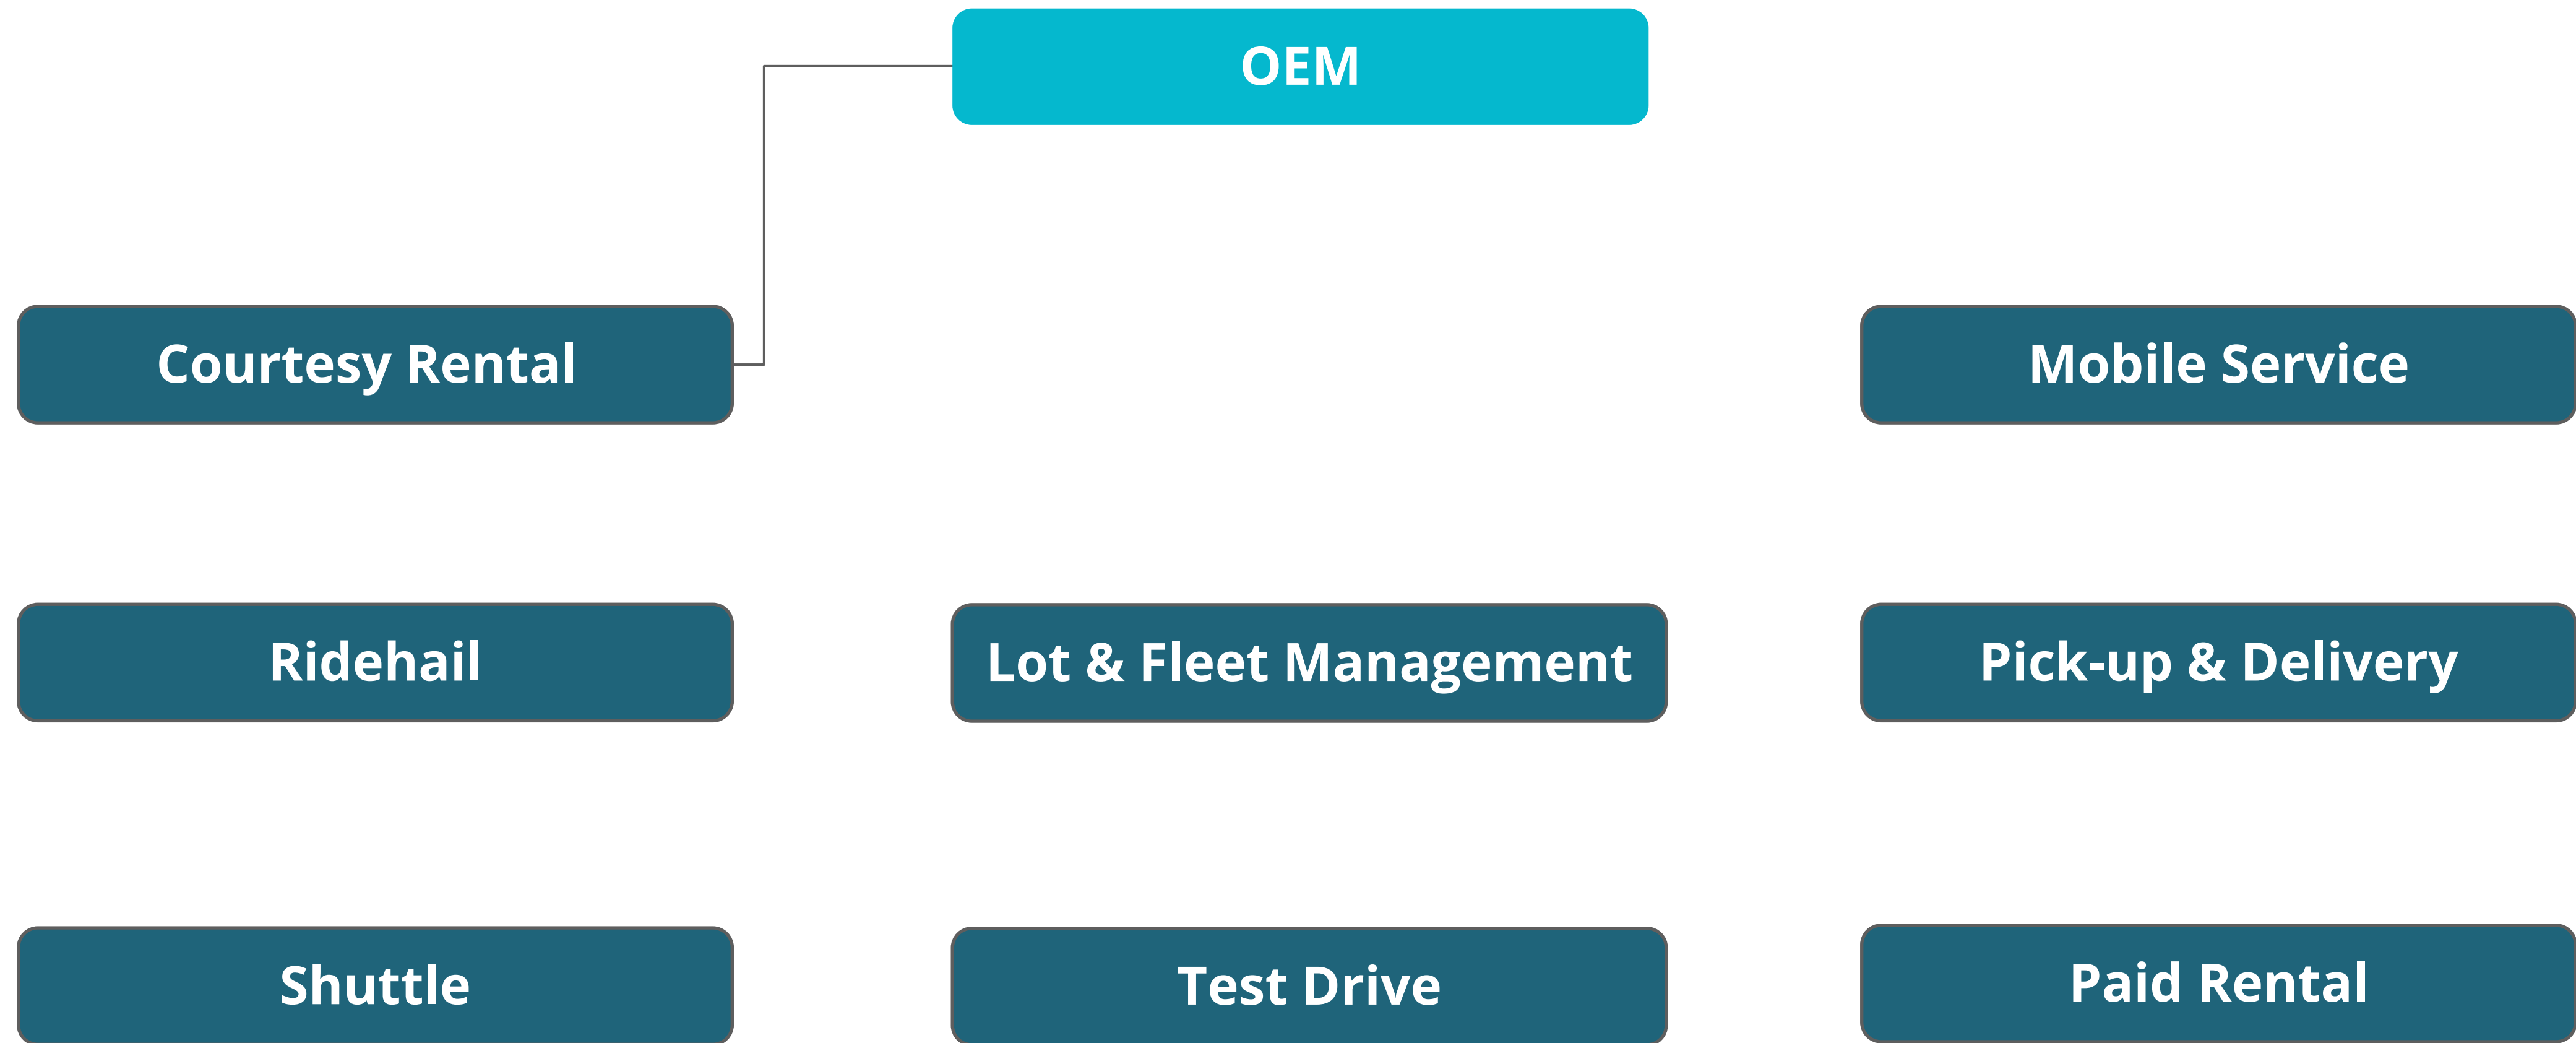 OEM
Courtesy Rental
Mobile Service
Ridehail
Lot & Fleet Management
Pick-up & Delivery
Shuttle
Test Drive
Paid Rental